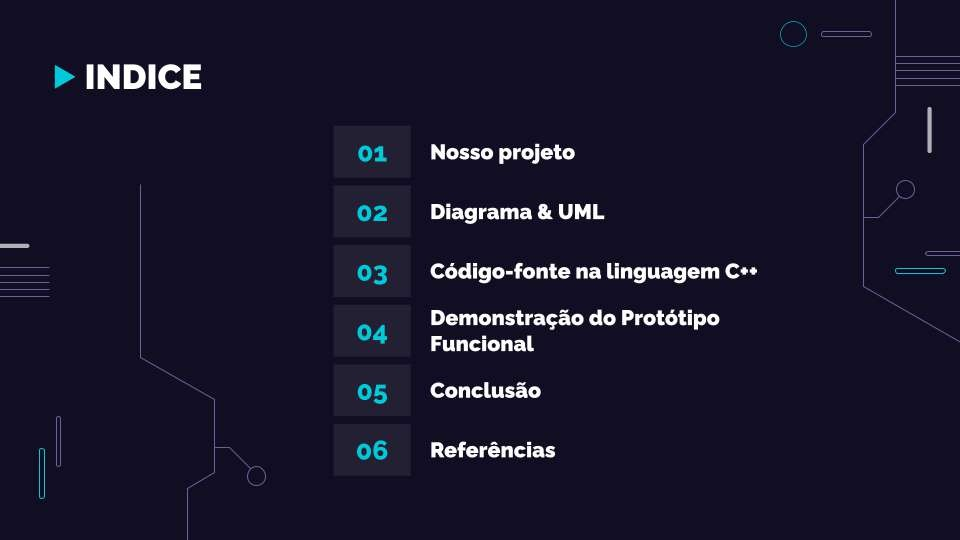 INDICE
01 Nosso projeto
02 Diagrama & UML
03 Código-fonte na linguagem C++
04 Demonstração do Protótipo
Funcional
05 Conclusão
06 Referências